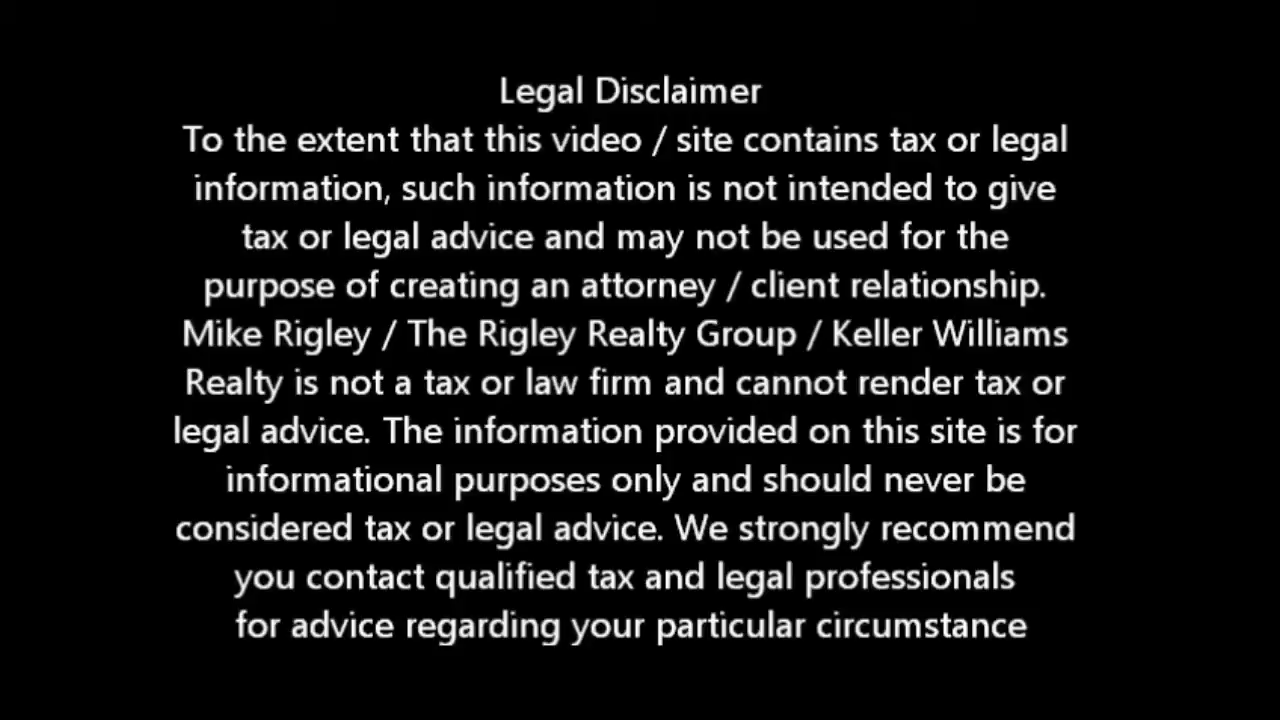 Legal Disclaimer
To the extent that this video / site contains tax or legal
information, such information is not intended to give
tax or legal advice and may not be used for the
purpose of creating an attorney / client relationship.
Mike Rigley / The Rigley Realty Group / Keller Williams
Realty is not a tax or law firm and cannot render tax or
legal advice. The information provided on this site is for
informational purposes only and should never be
considered tax or legal advice. We strongly recommend
you contact qualified tax and legal professionals
for advice regarding your particular circumstance